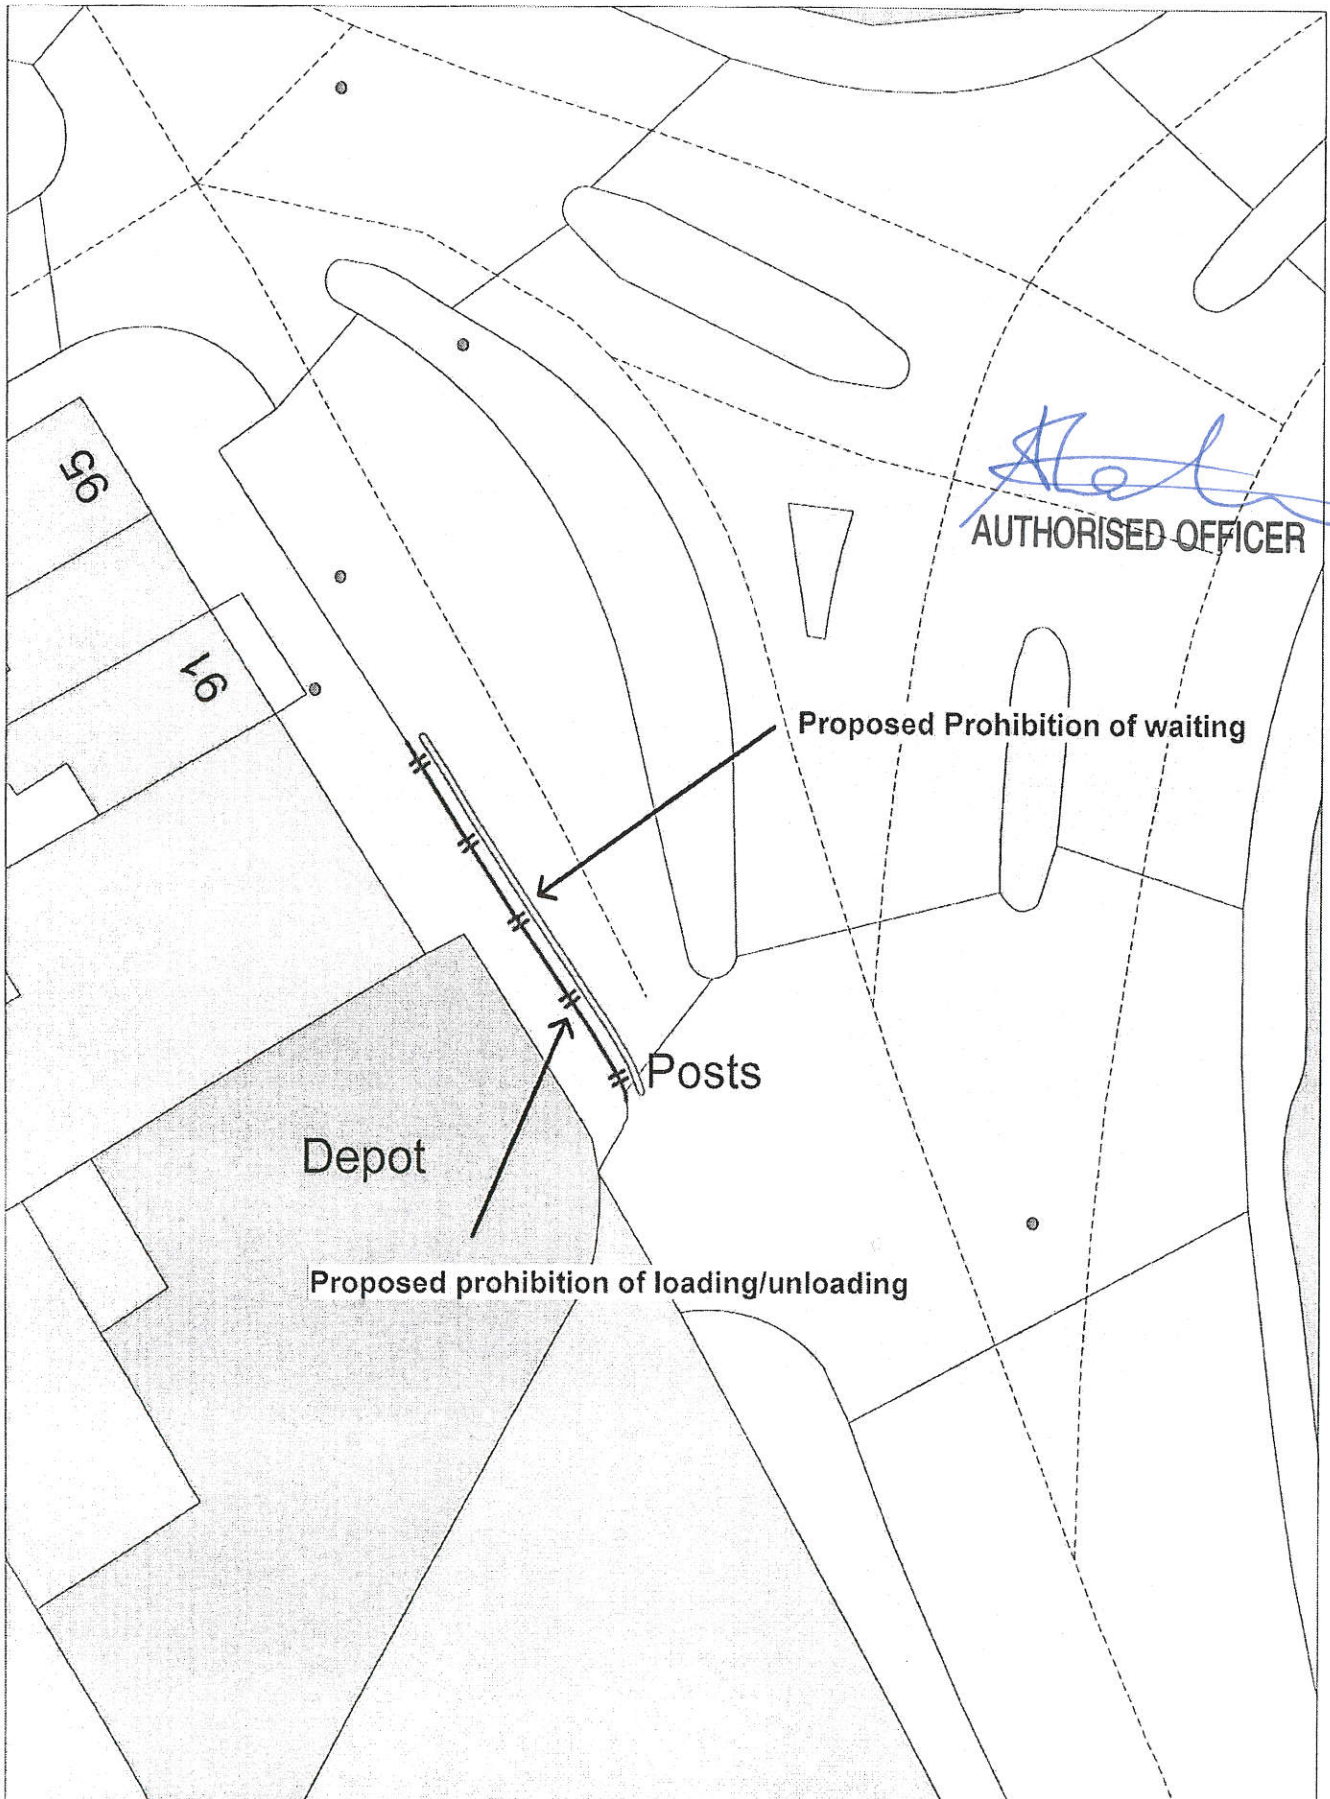 95
AUTHORISED OFFICER
91
Proposed Prohibition of waiting
Posts
Depot
Proposed prohibition of loading/unloading